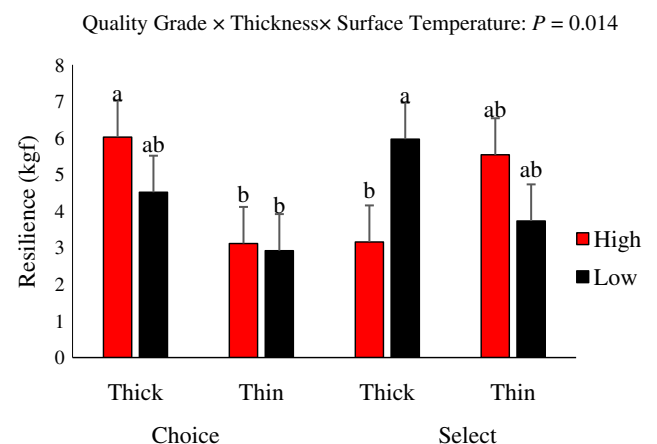 Quality Grade × Thickness× Surface Temperature: P = 0.014
Resilience (kgf)
8
7
6
5
4
3
2
1
0
a
ab
b
b
b
a
ab
ab
High
Low
Thick
Thin
Thick
Thin
Choice
Select